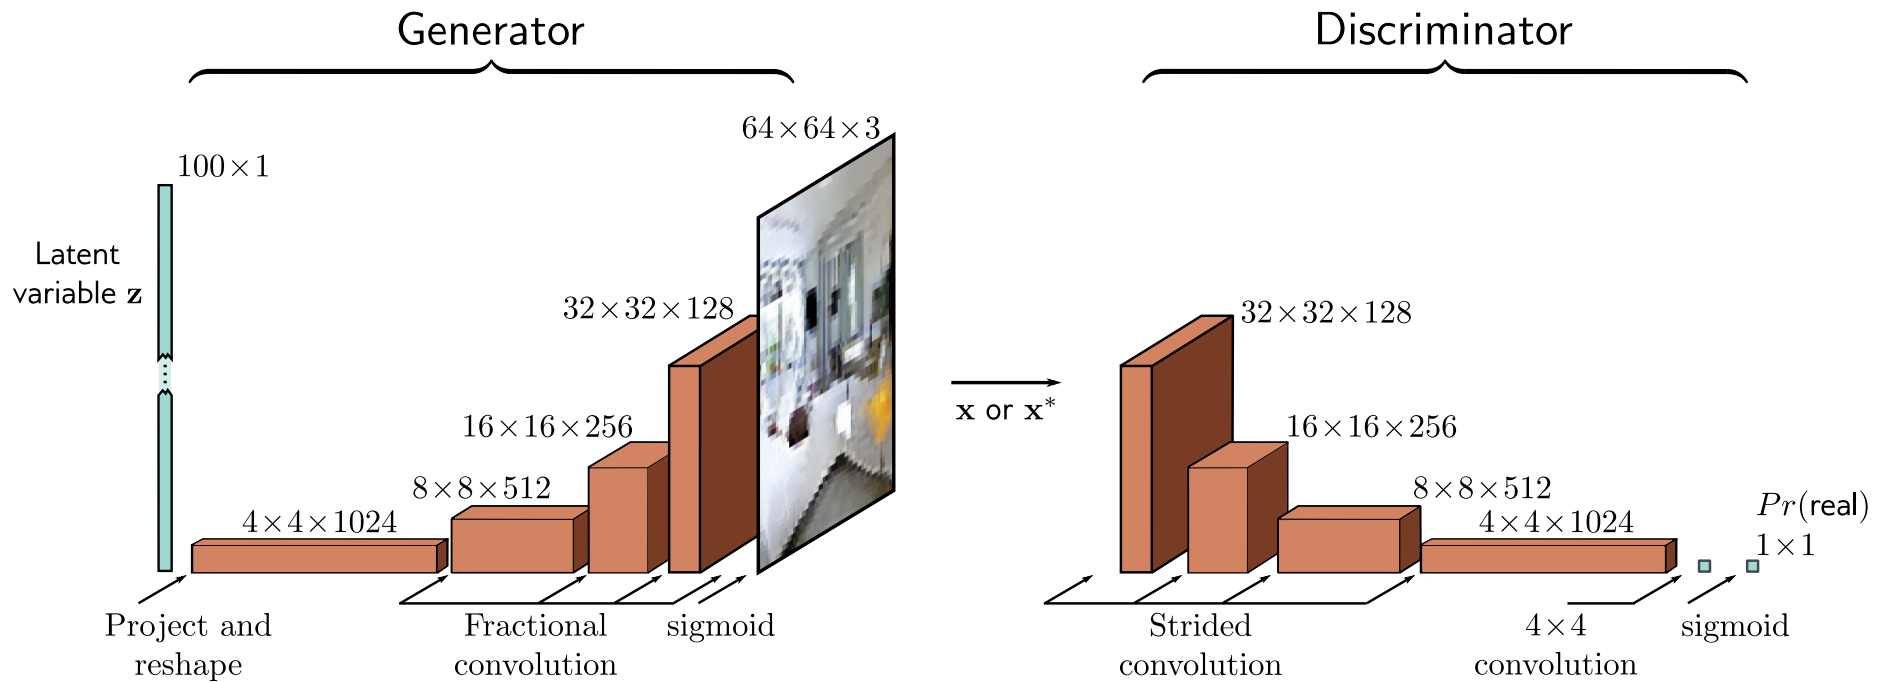 Generator
Discriminator
64×64×3
100×1
Latent
variable z
32×32×128
16×16×256
8×8×512
4×4×1024
x or x*
32×32×128
16×16×256
8×8×512
4×4×1024
Pr(real)
1×1
Project and
reshape
Fractional
convolution
sigmoid
Strided
convolution
4×4
convolution
sigmoid